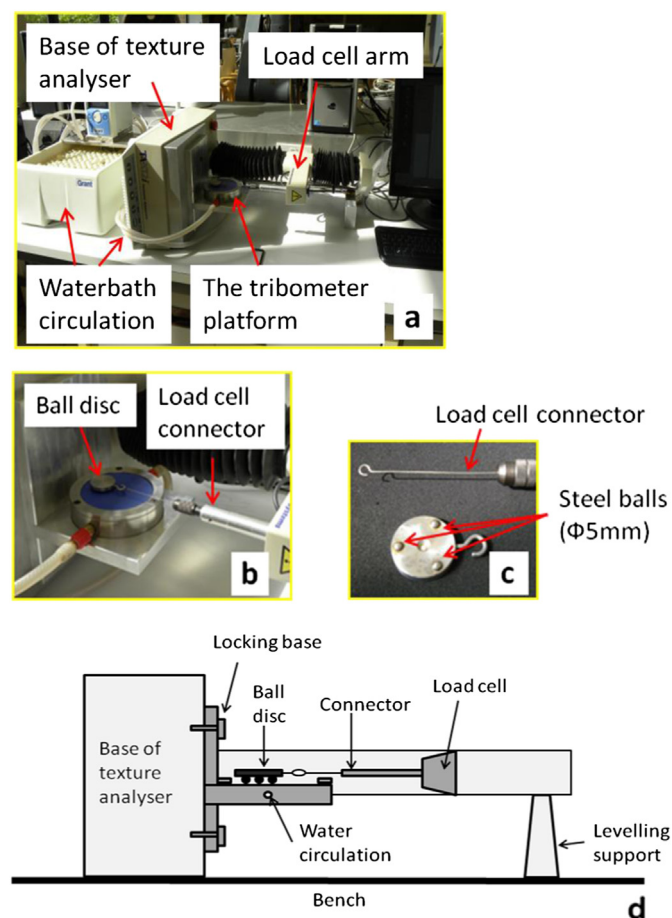 Base of texture
analyser
Load cell arm
Grant
Waterbath
circulation
The tribometer
platform
a
Ball disc
Load cell
connector
b
Load cell connector
Steel balls
(Φ5mm)
c
Locking base
Ball
disc
Connector
Load cell
Base of
texture
analyser
Water
circulation
Levelling
support
Bench
d